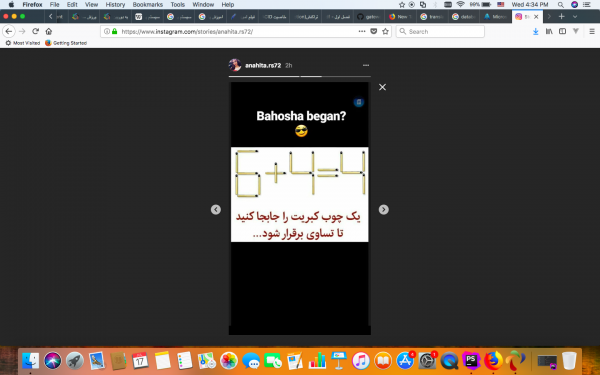 Firefox File Edit View History Bookmarks Tools Window Help
99% Wed 4:34 PM
https://www.instagram.com/stories/anahita.rs72/
Search
Most Visited Getting Started
anahita.rs72 2h
Bahosha began?
6+4=4
یک چوب کبریت را جابجا کنید
تا تساوی برقرار شود...